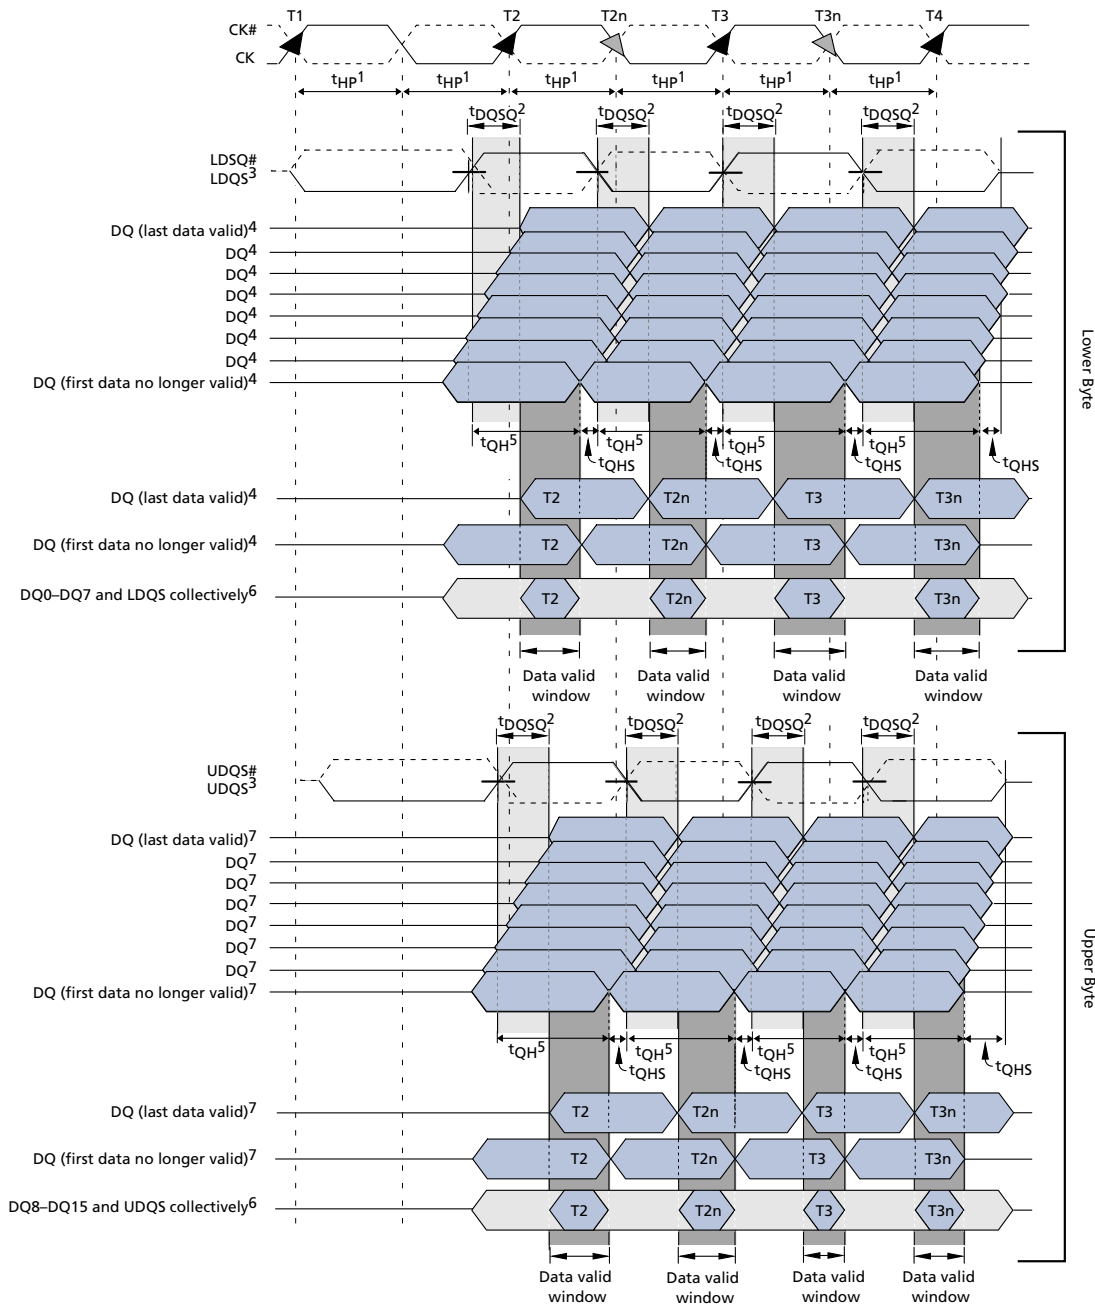 T1 T2 T2n T3 T3n T4
CK#
CK
tHP1 tHP1 tHP1 tHP1 tHP1 tHP1
tDQSQ2 tDQSQ2 tDQSQ2 tDQSQ2
LDSQ#
LDQS3
DQ (last data valid)4
DQ4
DQ4
DQ4
DQ4
DQ4
DQ4
DQ (first data no longer valid)4
Lower Byte
tQH5 tQH5 tQH5 tQH5
tQHS tQHS tQHS tQHS
DQ (last data valid)4 T2 T2n T3 T3n
DQ (first data no longer valid)4 T2 T2n T3 T3n
DQ0–DQ7 and LDQS collectively6 T2 T2n T3 T3n
Data valid Data valid Data valid Data valid
window window window window
tDQSQ2 tDQSQ2 tDQSQ2 tDQSQ2
UDQS#
UDQS3
DQ (last data valid)7
DQ7
DQ7
DQ7
DQ7
DQ7
DQ7
DQ (first data no longer valid)7
Upper Byte
tQH5 tQH5 tQH5 tQH5
tQHS tQHS tQHS tQHS
DQ (last data valid)7 T2 T2n T3 T3n
DQ (first data no longer valid)7 T2 T2n T3 T3n
DQ8–DQ15 and UDQS collectively6 T2 T2n T3 T3n
Data valid Data valid Data valid Data valid
window window window window